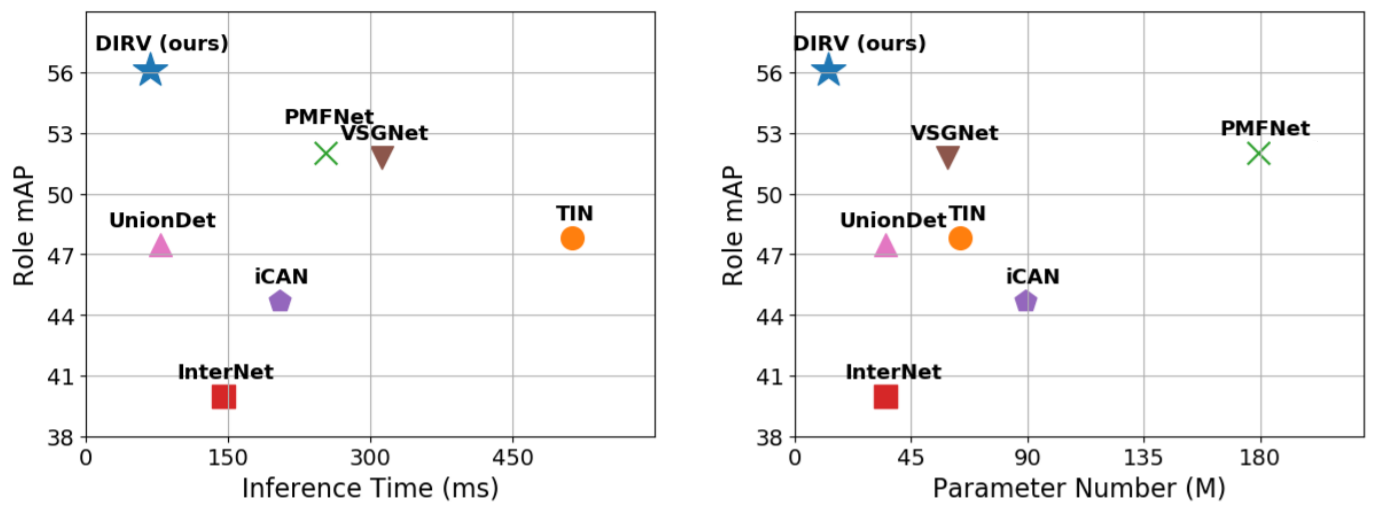 DIRV (ours)
PMFNet
VSGNet
UnionDet
TIN
iCAN
InterNet
56
53
50
47
44
41
38
0
150
300
450
Role mAP
Inference Time (ms)
DIRV (ours)
VSGNet
PMFNet
UnionDet
TIN
iCAN
InterNet
56
53
50
47
44
41
38
0
45
90
135
180
Role mAP
Parameter Number (M)